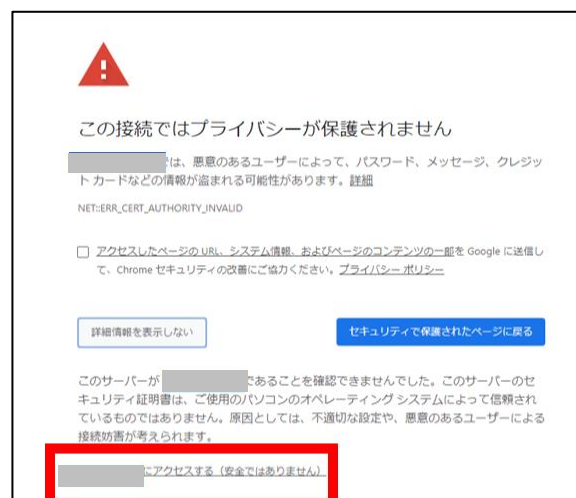 この接続ではプライバシーが保護されません
では、悪意のあるユーザーによって、パスワード、メッセージ、クレジッ
ト カードなどの情報が盗まれる可能性があります。詳細
NET::ERR_CERT_AUTHORITY_INVALID
アクセスしたページの URL、システム情報、およびページのコンテンツの一部を Google に送信し
て、Chrome セキュリティの改善にご協力ください。プライバシー ポリシー
詳細情報を表示しない
セキュリティで保護されたページに戻る
このサーバーが であることを確認できませんでした。このサーバーのセ
キュリティ証明書は、ご使用のパソコンのオペレーティング システムによって信頼され
ているものではありません。原因としては、不適切な設定や、悪意のあるユーザーによる
接続妨害が考えられます。
にアクセスする（安全ではありません）